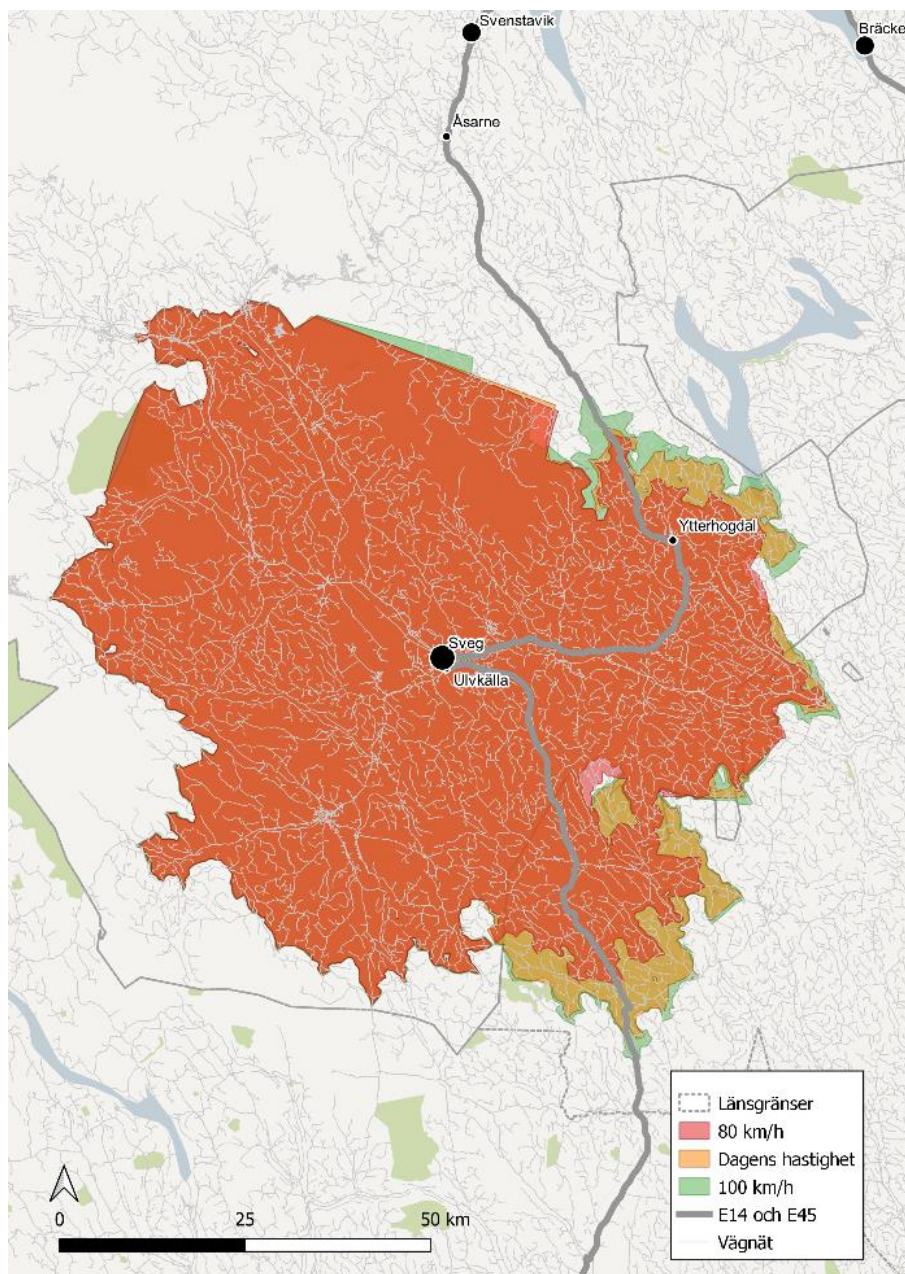 Svenstavik
Bräcke
Åsarne
Ytterhogdal
Sveg
Ulvkälla
Länsgränser
80 km/h
Dagens hastighet
100 km/h
E14 och E45
Vägnät
0 25 50 km